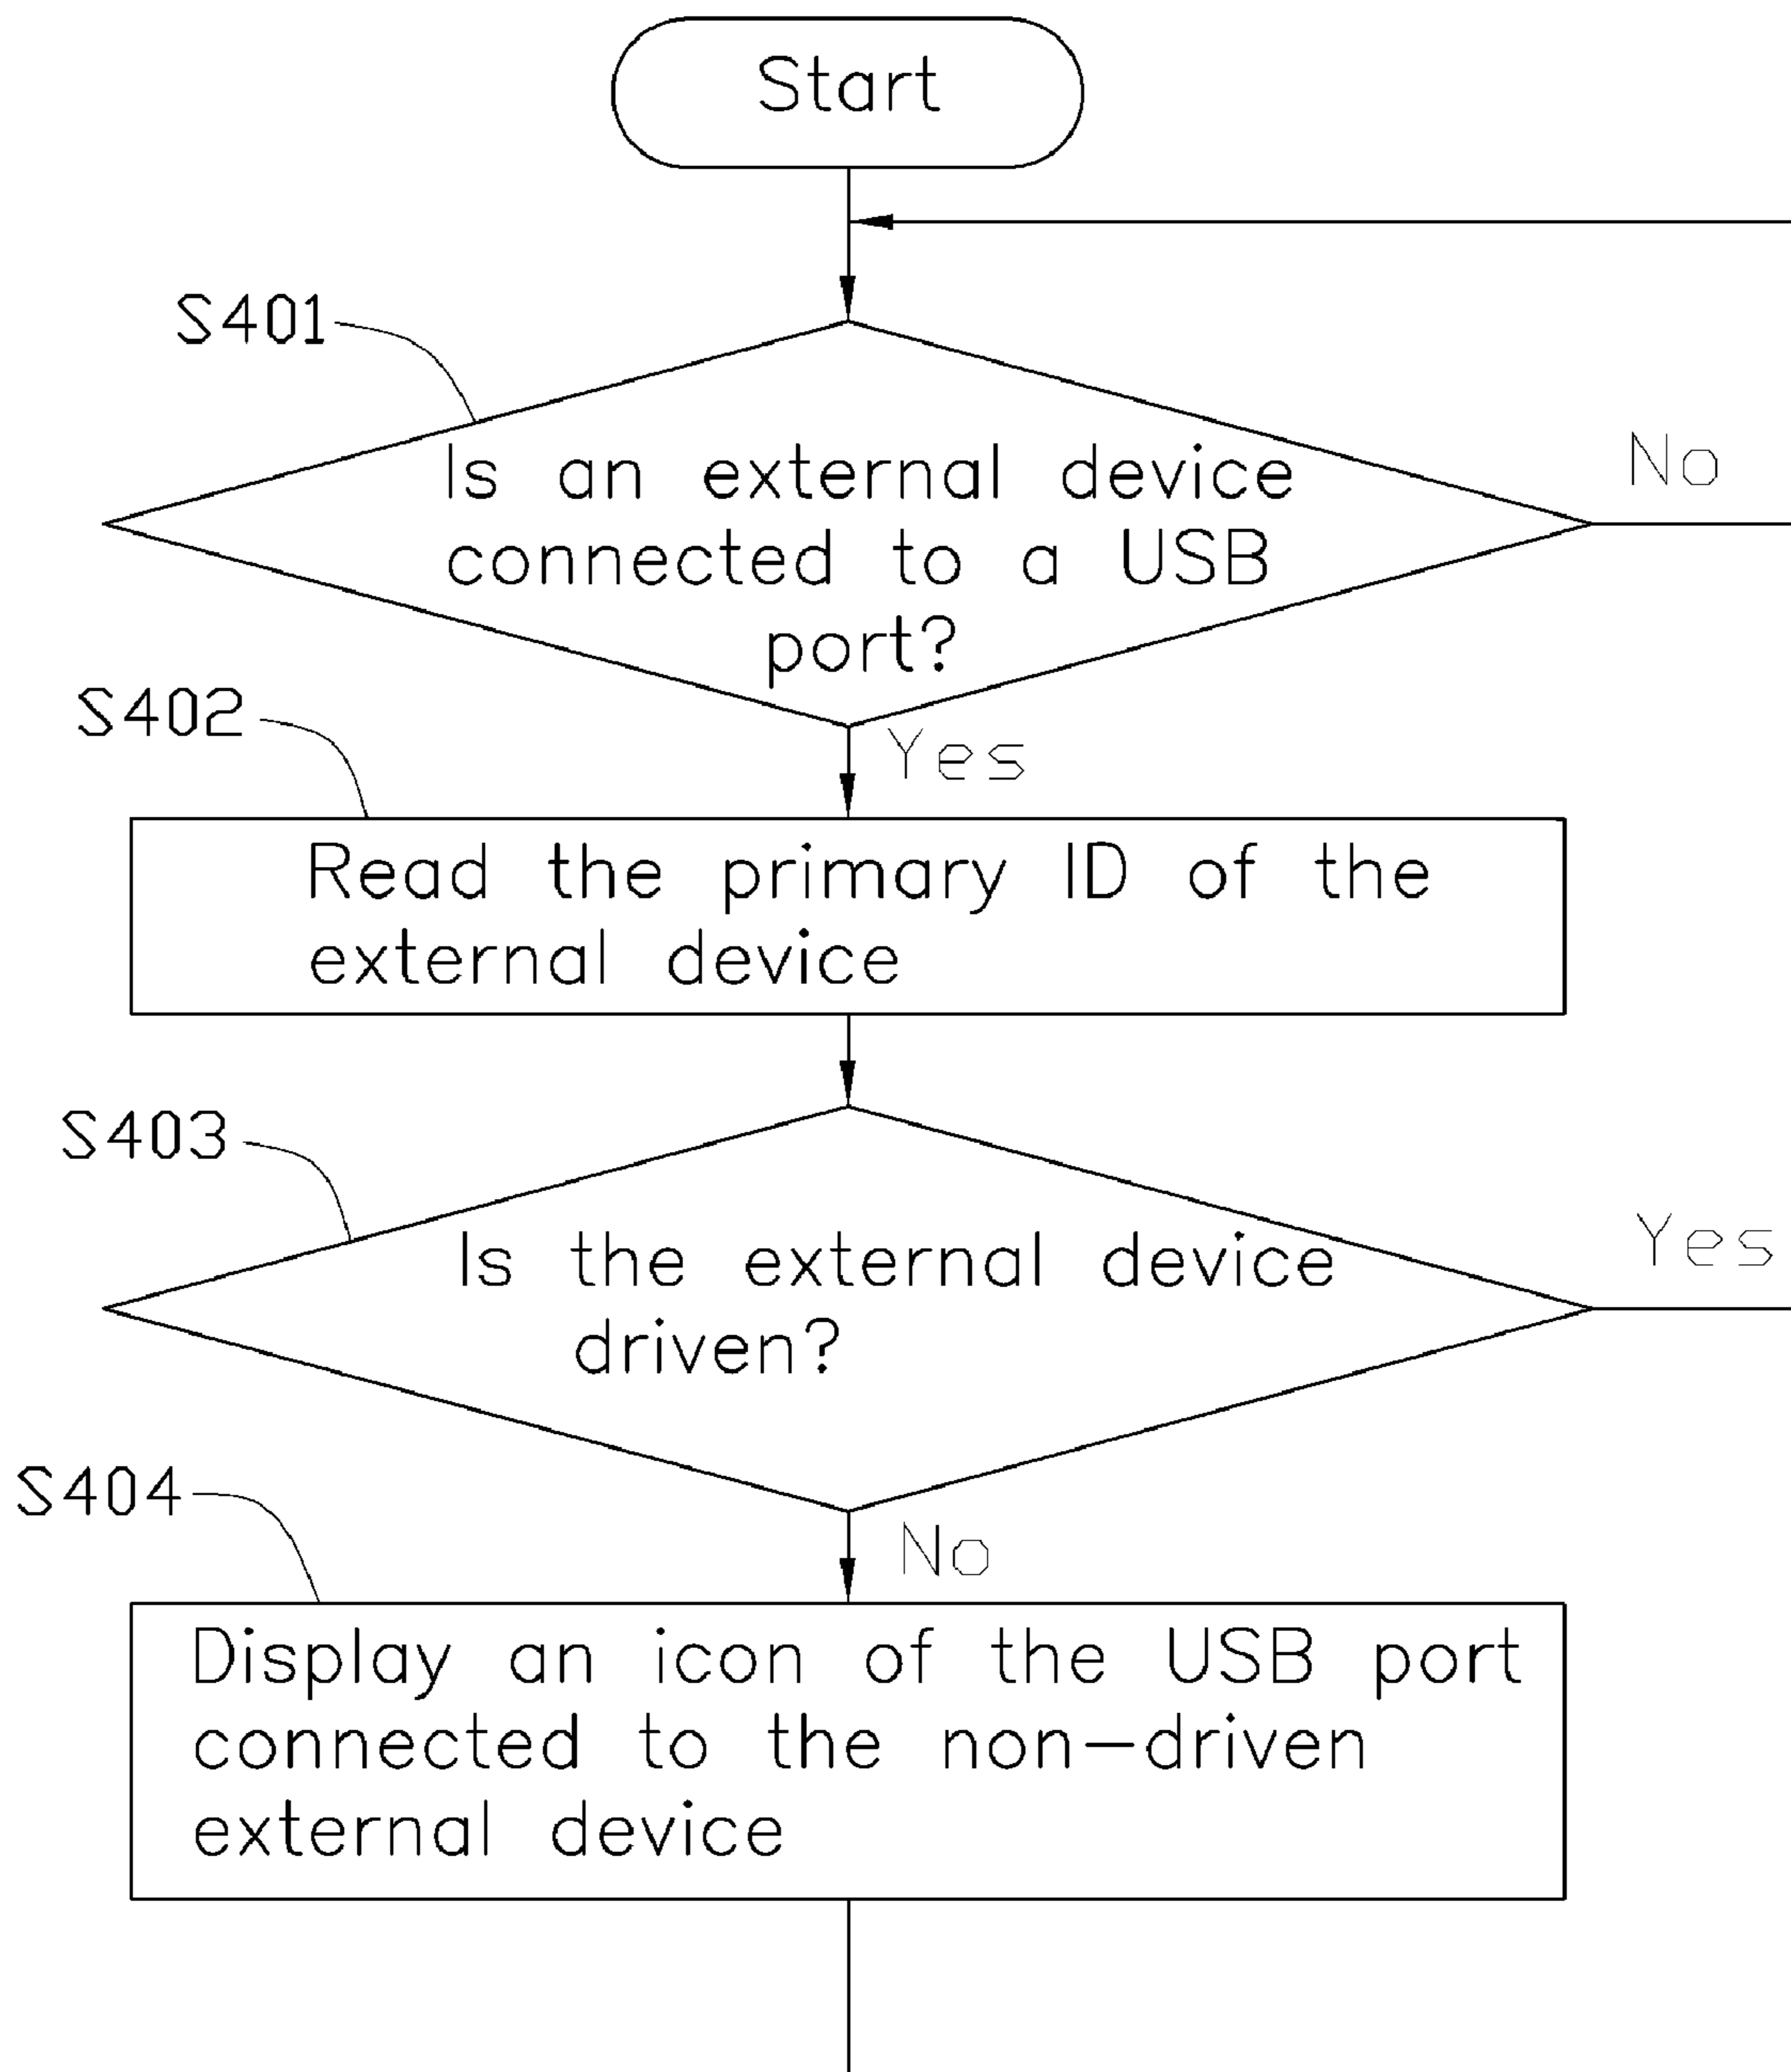 Start
S401
Is an external device
connected to a USB
port?
No
S402
Yes
Read the primary ID of the
external device
S403
Is the external device
driven?
Yes
S404
No
Display an icon of the USB port
connected to the non-driven
external device